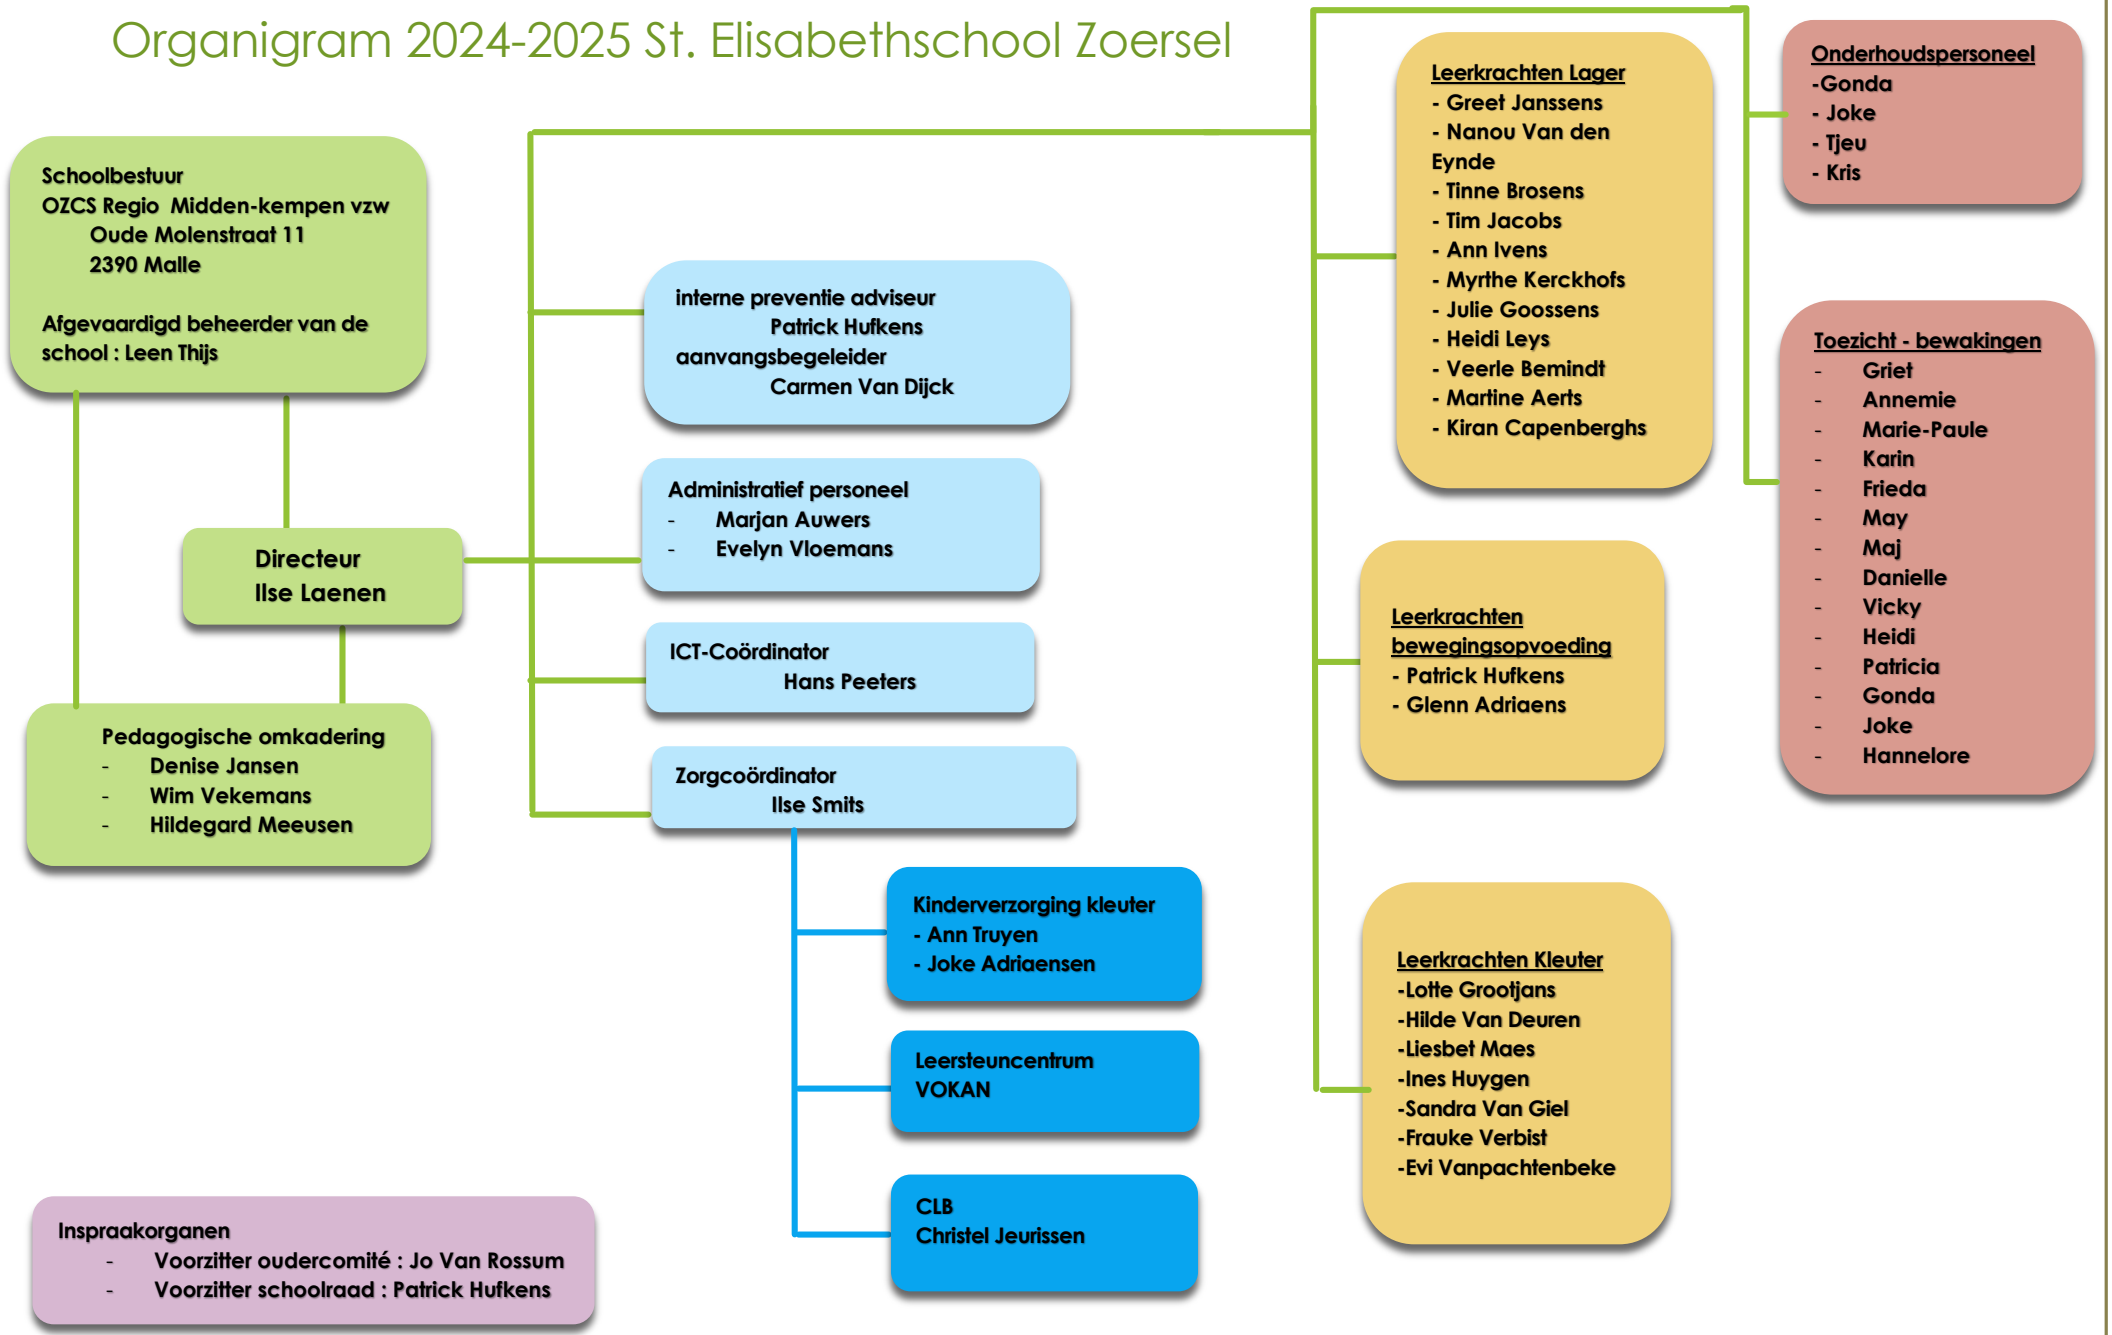 Organigram 2024-2025 St. Elisabethschool Zoersel
Schoolbestuur
OZCS Regio Midden-kempen vzw
Oude Molenstraat 11
2390 Malle
Afgevaardigd beheerder van de
school : Leen Thijs
Directeur
Ilse Laenen
Pedagogische omkadering
- Denise Jansen
- Wim Vekemans
- Hildegard Meeusen
Inspraakorganen
- Voorzitter oudercomité : Jo Van Rossum
- Voorzitter schoolraad : Patrick Hufkens
interne preventie adviseur
Patrick Hufkens
aanvangsbegeleider
Carmen Van Dijck
Administratief personeel
- Marjan Auwers
- Evelyn Vloemans
ICT-Coördinator
Hans Peeters
Zorgcoördinator
Ilse Smits
Kinderverzorging kleuter
- Ann Truyen
- Joke Adriaensen
Leersteuncentrum
VOKAN
CLB
Christel Jeurissen
Leerkrachten Lager
- Greet Janssens
- Nanou Van den
Eynde
- Tinne Brosens
- Tim Jacobs
- Ann Ivens
- Myrthe Kerckhofs
- Julie Goossens
- Heidi Leys
- Veerle Bemindt
- Martine Aerts
- Kiran Capenberghs
Leerkrachten
bewegingsopvoeding
- Patrick Hufkens
- Glenn Adriaens
Leerkrachten Kleuter
-Lotte Grootjans
-Hilde Van Deuren
-Liesbet Maes
-Ines Huygen
-Sandra Van Giel
-Frauke Verbist
-Evi Vanpachtenbeke
Onderhoudspersoneel
-Gonda
- Joke
- Tjeu
- Kris
Toezicht - bewakingen
- Griet
- Annemie
- Marie-Paule
- Karin
- Frieda
- May
- Maj
- Danielle
- Vicky
- Heidi
- Patricia
- Gonda
- Joke
- Hannelore